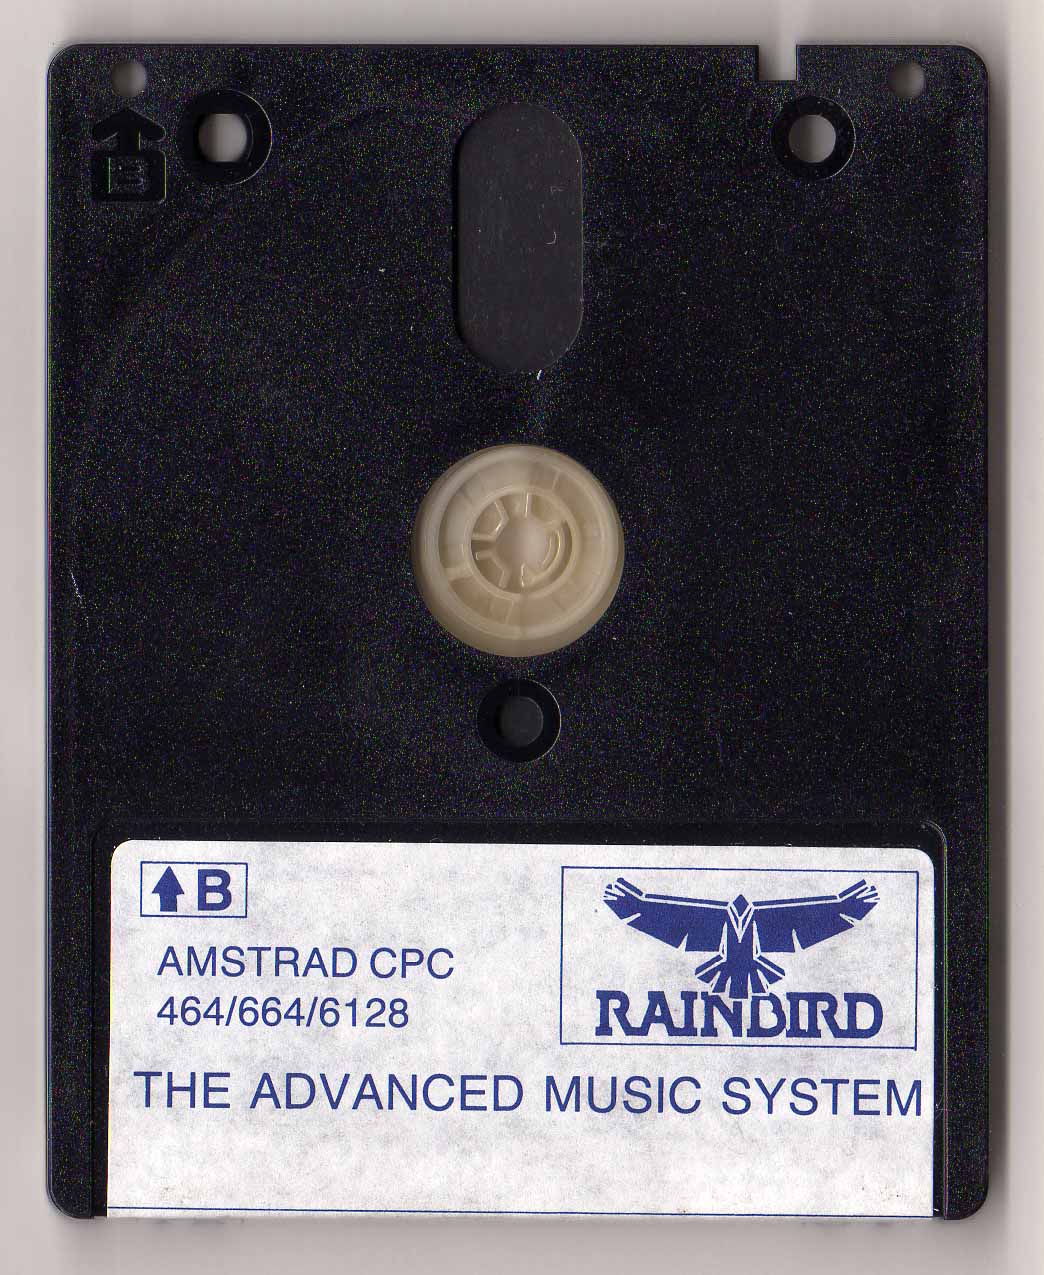 B
B
AMSTRAD CPC
464/664/6128
RAINBIRD
THE ADVANCED MUSIC SYSTEM